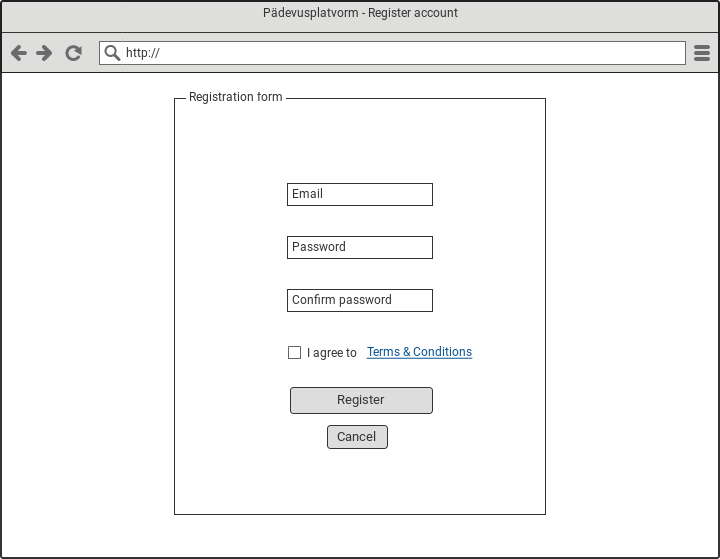 Pädevusplatvorm - Register account
http://
Registration form
Email
Password
Confirm password
I agree to Terms & Conditions
Register
Cancel